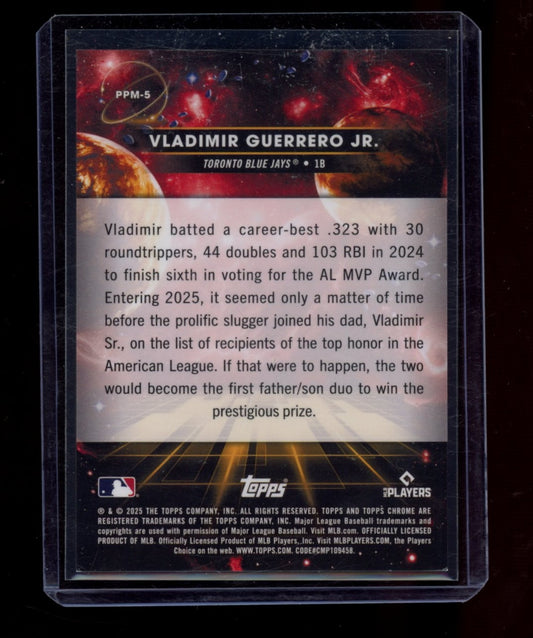 PPM-5
VLADIMIR GUERRERO JR.
TORONTO BLUE JAYS® • 1B
Vladimir batted a career-best .323 with 30
roundtrippers, 44 doubles and 103 RBI in 2024
to finish sixth in voting for the AL MVP Award.
Entering 2025, it seemed only a matter of time
before the prolific slugger joined his dad, Vladimir
Sr., on the list of recipients of the top honor in the
American League. If that were to happen, the two
would become the first father/son duo to win the
prestigious prize.
Topps
MLB PLAYERS
® & © 2025 THE TOPPS COMPANY, INC. ALL RIGHTS RESERVED. TOPPS AND TOPPS CHROME ARE
REGISTERED TRADEMARKS OF THE TOPPS COMPANY, INC. Major League Baseball trademarks and
copyrights are used with permission of Major League Baseball. Visit MLB.com. OFFICIALLY LICENSED
PRODUCT OF MLB. Officially Licensed Product of MLB Players, Inc. Visit MLBPLAYERS.COM, the Players
Choice on the web. WWW.TOPPS.COM. CODE#CMP109458.